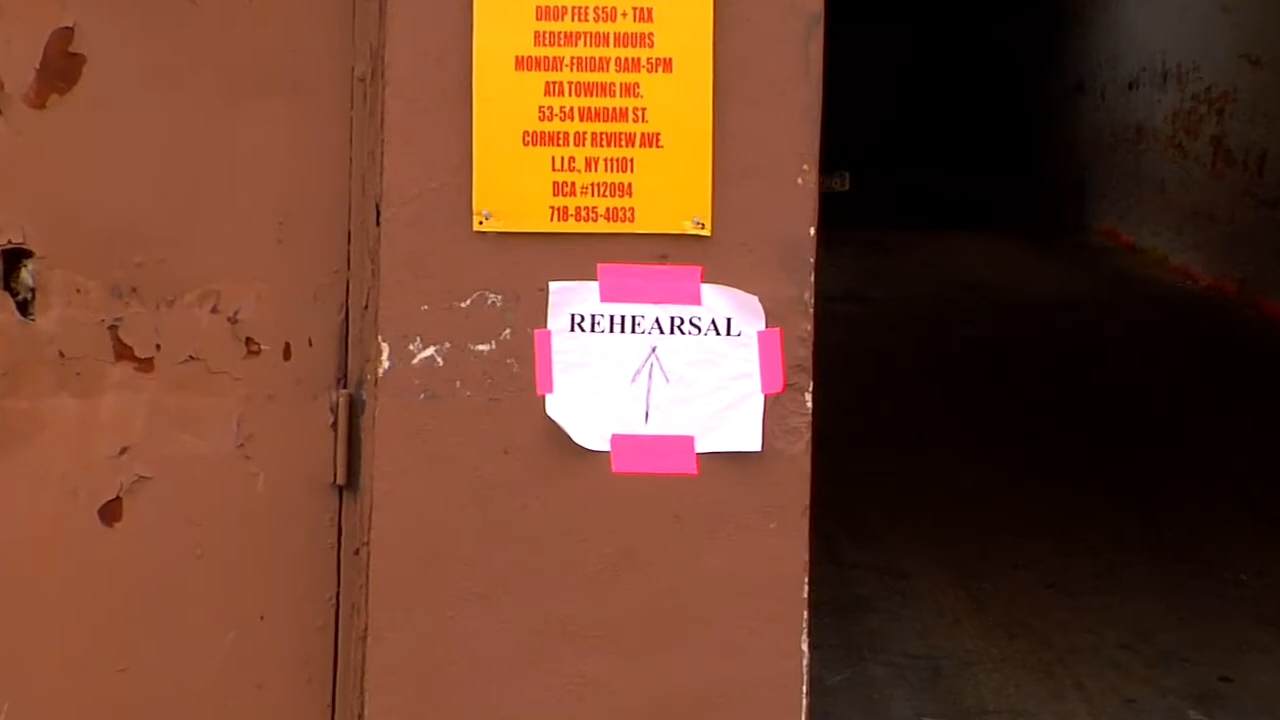 DROP FEE $50 + TAX
REDEMPTION HOURS
MONDAY-FRIDAY 9AM-5PM
ATA TOWING INC.
53-54 VANDAM ST.
CORNER OF REVIEW AVE.
L.I.C., NY 11101
DCA #112094
718-835-4033
REHEARSAL